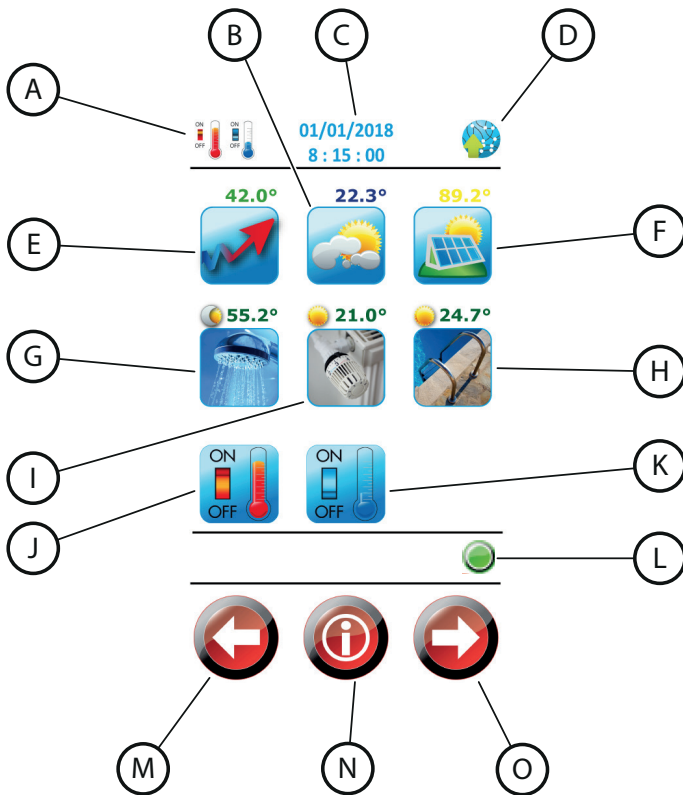 B
C
D
A
ON
OFF
ON
OFF
01/01/2018
8 : 15 : 00
42.0°
22.3°
89.2°
E
F
55.2°
21.0°
24.7°
G
H
I
ON
OFF
ON
OFF
K
J
L
M
N
O